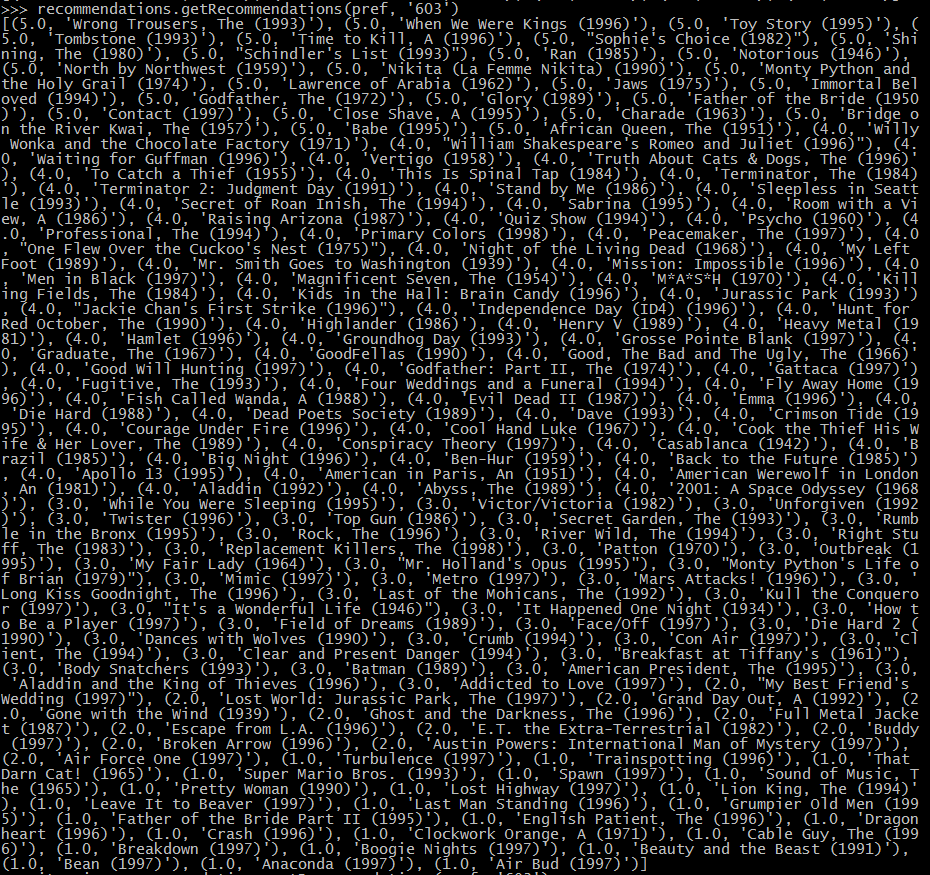 >>> recommendations.getRecommendations(pref, '603')
[(5.0, 'Wrong Trousers, The (1993)'), (5.0, 'When We Were Kings (1996)'), (5.0, 'Toy Story (1995)'), (
5.0, 'Tombstone (1993)'), (5.0, 'Time to Kill, A (1996)'), (5.0, "Sophie's Choice (1982)"), (5.0, 'Shi
ning, The (1980)'), (5.0, "Schindler's List (1993)"), (5.0, 'Ran (1985)'), (5.0, 'Notorious (1946)'),
(5.0, 'North by Northwest (1959)'), (5.0, 'Nikita (La Femme Nikita) (1990)'), (5.0, 'Monty Python and
the Holy Grail (1974)'), (5.0, 'Lawrence of Arabia (1962)'), (5.0, 'Jaws (1975)'), (5.0, 'Immortal Bel
oved (1994)'), (5.0, 'Godfather, The (1972)'), (5.0, 'Glory (1989)'), (5.0, 'Father of the Bride (1950
)'), (5.0, 'Contact (1997)'), (5.0, 'Close Shave, A (1995)'), (5.0, 'Charade (1963)'), (5.0, 'Bridge o
n the River Kwai, The (1957)'), (5.0, 'Babe (1995)'), (5.0, 'African Queen, The (1951)'), (4.0, 'Willy
 Wonka and the Chocolate Factory (1971)'), (4.0, "William Shakespeare's Romeo and Juliet (1996)"), (4.
0, 'Waiting for Guffman (1996)'), (4.0, 'Vertigo (1958)'), (4.0, 'Truth About Cats & Dogs, The (1996)'
), (4.0, 'To Catch a Thief (1955)'), (4.0, 'This Is Spinal Tap (1984)'), (4.0, 'Terminator, The (1984)
'), (4.0, 'Terminator 2: Judgment Day (1991)'), (4.0, 'Stand by Me (1986)'), (4.0, 'Sleepless in Seatt
le (1993)'), (4.0, 'Secret of Roan Inish, The (1994)'), (4.0, 'Sabrina (1995)'), (4.0, 'Room with a Vi
ew, A (1986)'), (4.0, 'Raising Arizona (1987)'), (4.0, 'Quiz Show (1994)'), (4.0, 'Psycho (1960)'), (4
.0, 'Professional, The (1994)'), (4.0, 'Primary Colors (1998)'), (4.0, 'Peacemaker, The (1997)'), (4.0
, "One Flew Over the Cuckoo's Nest (1975)"), (4.0, 'Night of the Living Dead (1968)'), (4.0, 'My Left
Foot (1989)'), (4.0, 'Mr. Smith Goes to Washington (1939)'), (4.0, 'Mission: Impossible (1996)'), (4.0
, 'Men in Black (1997)'), (4.0, 'Magnificent Seven, The (1954)'), (4.0, 'M*A*S*H (1970)'), (4.0, 'Kill
ing Fields, The (1984)'), (4.0, 'Kids in the Hall: Brain Candy (1996)'), (4.0, 'Jurassic Park (1993)')
, (4.0, "Jackie Chan's First Strike (1996)"), (4.0, 'Independence Day (ID4) (1996)'), (4.0, 'Hunt for
Red October, The (1990)'), (4.0, 'Highlander (1986)'), (4.0, 'Henry V (1989)'), (4.0, 'Heavy Metal (19
81)'), (4.0, 'Hamlet (1996)'), (4.0, 'Groundhog Day (1993)'), (4.0, 'Grosse Pointe Blank (1997)'), (4.
0, 'Graduate, The (1967)'), (4.0, 'GoodFellas (1990)'), (4.0, 'Good, The Bad and The Ugly, The (1966)'
), (4.0, 'Good Will Hunting (1997)'), (4.0, 'Godfather: Part II, The (1974)'), (4.0, 'Gattaca (1997)')
, (4.0, 'Fugitive, The (1993)'), (4.0, 'Four Weddings and a Funeral (1994)'), (4.0, 'Fly Away Home (19
96)'), (4.0, 'Fish Called Wanda, A (1988)'), (4.0, 'Evil Dead II (1987)'), (4.0, 'Emma (1996)'), (4.0,
 'Die Hard (1988)'), (4.0, 'Dead Poets Society (1989)'), (4.0, 'Dave (1993)'), (4.0, 'Crimson Tide (19
95)'), (4.0, 'Courage Under Fire (1996)'), (4.0, 'Cool Hand Luke (1967)'), (4.0, 'Cook the Thief His W
ife & Her Lover, The (1989)'), (4.0, 'Conspiracy Theory (1997)'), (4.0, 'Casablanca (1942)'), (4.0, 'B
razil (1985)'), (4.0, 'Big Night (1996)'), (4.0, 'Ben-Hur (1959)'), (4.0, 'Back to the Future (1985)')
, (4.0, 'Apollo 13 (1995)'), (4.0, 'American in Paris, An (1951)'), (4.0, 'American Werewolf in London
, An (1981)'), (4.0, 'Aladdin (1992)'), (4.0, 'Abyss, The (1989)'), (4.0, '2001: A Space Odyssey (1968
)'), (3.0, 'While You Were Sleeping (1995)'), (3.0, 'Victor/Victoria (1982)'), (3.0, 'Unforgiven (1992
)'), (3.0, 'Twister (1996)'), (3.0, 'Top Gun (1986)'), (3.0, 'Secret Garden, The (1993)'), (3.0, 'Rumb
le in the Bronx (1995)'), (3.0, 'Rock, The (1996)'), (3.0, 'River Wild, The (1994)'), (3.0, 'Right Stu
ff, The (1983)'), (3.0, 'Replacement Killers, The (1998)'), (3.0, 'Patton (1970)'), (3.0, 'Outbreak (1
995)'), (3.0, 'My Fair Lady (1964)'), (3.0, "Mr. Holland's Opus (1995)"), (3.0, "Monty Python's Life o
f Brian (1979)"), (3.0, 'Mimic (1997)'), (3.0, 'Metro (1997)'), (3.0, 'Mars Attacks! (1996)'), (3.0, '
Long Kiss Goodnight, The (1996)'), (3.0, 'Last of the Mohicans, The (1992)'), (3.0, 'Kull the Conquero
r (1997)'), (3.0, "It's a Wonderful Life (1946)"), (3.0, 'It Happened One Night (1934)'), (3.0, 'How t
o Be a Player (1997)'), (3.0, 'Field of Dreams (1989)'), (3.0, 'Face/Off (1997)'), (3.0, 'Die Hard 2 (
1990)'), (3.0, 'Dances with Wolves (1990)'), (3.0, 'Crumb (1994)'), (3.0, 'Con Air (1997)'), (3.0, 'Cl
ient, The (1994)'), (3.0, 'Clear and Present Danger (1994)'), (3.0, "Breakfast at Tiffany's (1961)"),
(3.0, 'Body Snatchers (1993)'), (3.0, 'Batman (1989)'), (3.0, 'American President, The (1995)'), (3.0,
 'Aladdin and the King of Thieves (1996)'), (3.0, 'Addicted to Love (1997)'), (2.0, "My Best Friend's
Wedding (1997)"), (2.0, 'Lost World: Jurassic Park, The (1997)'), (2.0, 'Grand Day Out, A (1992)'), (2
.0, 'Gone with the Wind (1939)'), (2.0, 'Ghost and the Darkness, The (1996)'), (2.0, 'Full Metal Jacke
t (1987)'), (2.0, 'Escape from L.A. (1996)'), (2.0, 'E.T. the Extra-Terrestrial (1982)'), (2.0, 'Buddy
 (1997)'), (2.0, 'Broken Arrow (1996)'), (2.0, 'Austin Powers: International Man of Mystery (1997)'),
(2.0, 'Air Force One (1997)'), (1.0, 'Turbulence (1997)'), (1.0, 'Trainspotting (1996)'), (1.0, 'That
Darn Cat! (1965)'), (1.0, 'Super Mario Bros. (1993)'), (1.0, 'Spawn (1997)'), (1.0, 'Sound of Music, T
he (1965)'), (1.0, 'Pretty Woman (1990)'), (1.0, 'Lost Highway (1997)'), (1.0, 'Lion King, The (1994)'
), (1.0, 'Leave It to Beaver (1997)'), (1.0, 'Last Man Standing (1996)'), (1.0, 'Grumpier Old Men (199
5)'), (1.0, 'Father of the Bride Part II (1995)'), (1.0, 'English Patient, The (1996)'), (1.0, 'Dragon
heart (1996)'), (1.0, 'Crash (1996)'), (1.0, 'Clockwork Orange, A (1971)'), (1.0, 'Cable Guy, The (199
6)'), (1.0, 'Breakdown (1997)'), (1.0, 'Boogie Nights (1997)'), (1.0, 'Beauty and the Beast (1991)'),
(1.0, 'Bean (1997)'), (1.0, 'Anaconda (1997)'), (1.0, 'Air Bud (1997)')]